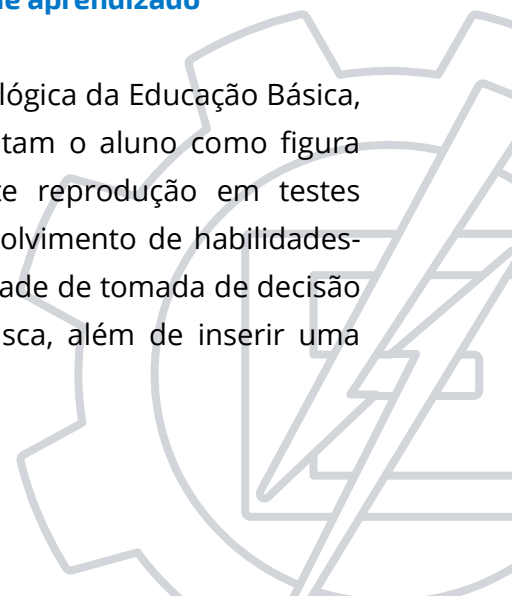 de aprendizado
lógica da Educação Básica,
tam o aluno como figura
te reprodução em testes
olvimento de habilidades-
ade de tomada de decisão
sca, além de inserir uma